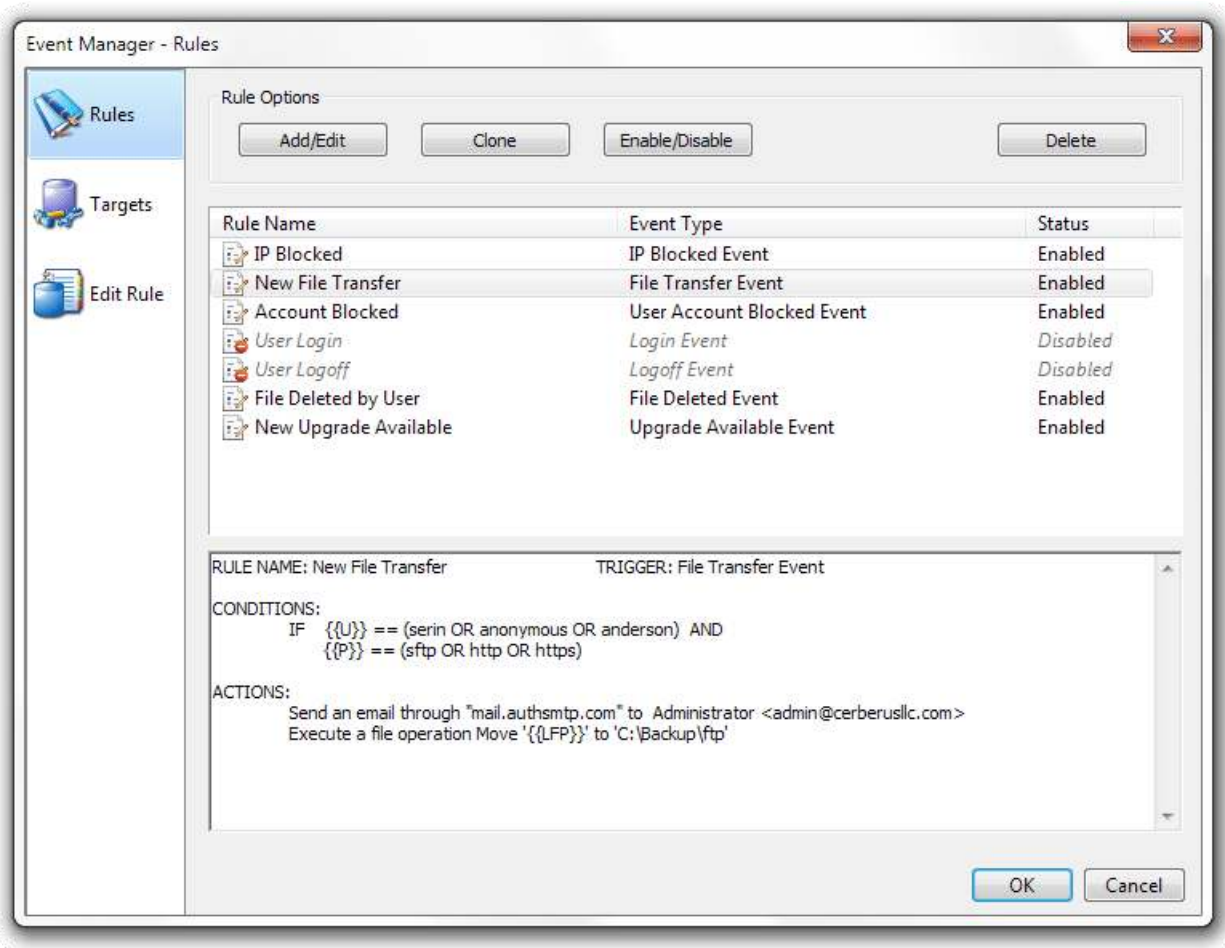 Event Manager - Rules
Rules
Targets
Edit Rule
Rule Options
Add/Edit Clone Enable/Disable Delete
Rule Name Event Type Status
IP Blocked IP Blocked Event Enabled
New File Transfer File Transfer Event Enabled
Account Blocked User Account Blocked Event Enabled
User Login Login Event Disabled
User Logoff Logoff Event Disabled
File Deleted by User File Deleted Event Enabled
New Upgrade Available Upgrade Available Event Enabled
RULE NAME: New File Transfer TRIGGER: File Transfer Event
CONDITIONS:
IF {{U}} == (serin OR anonymous OR anderson) AND
{{P}} == (sftp OR http OR https)
ACTIONS:
Send an email through "mail.authsmtp.com" to Administrator <admin@cerberusllc.com>
Execute a file operation Move '{{LFP}}' to 'C:\Backup\ftp'
OK Cancel